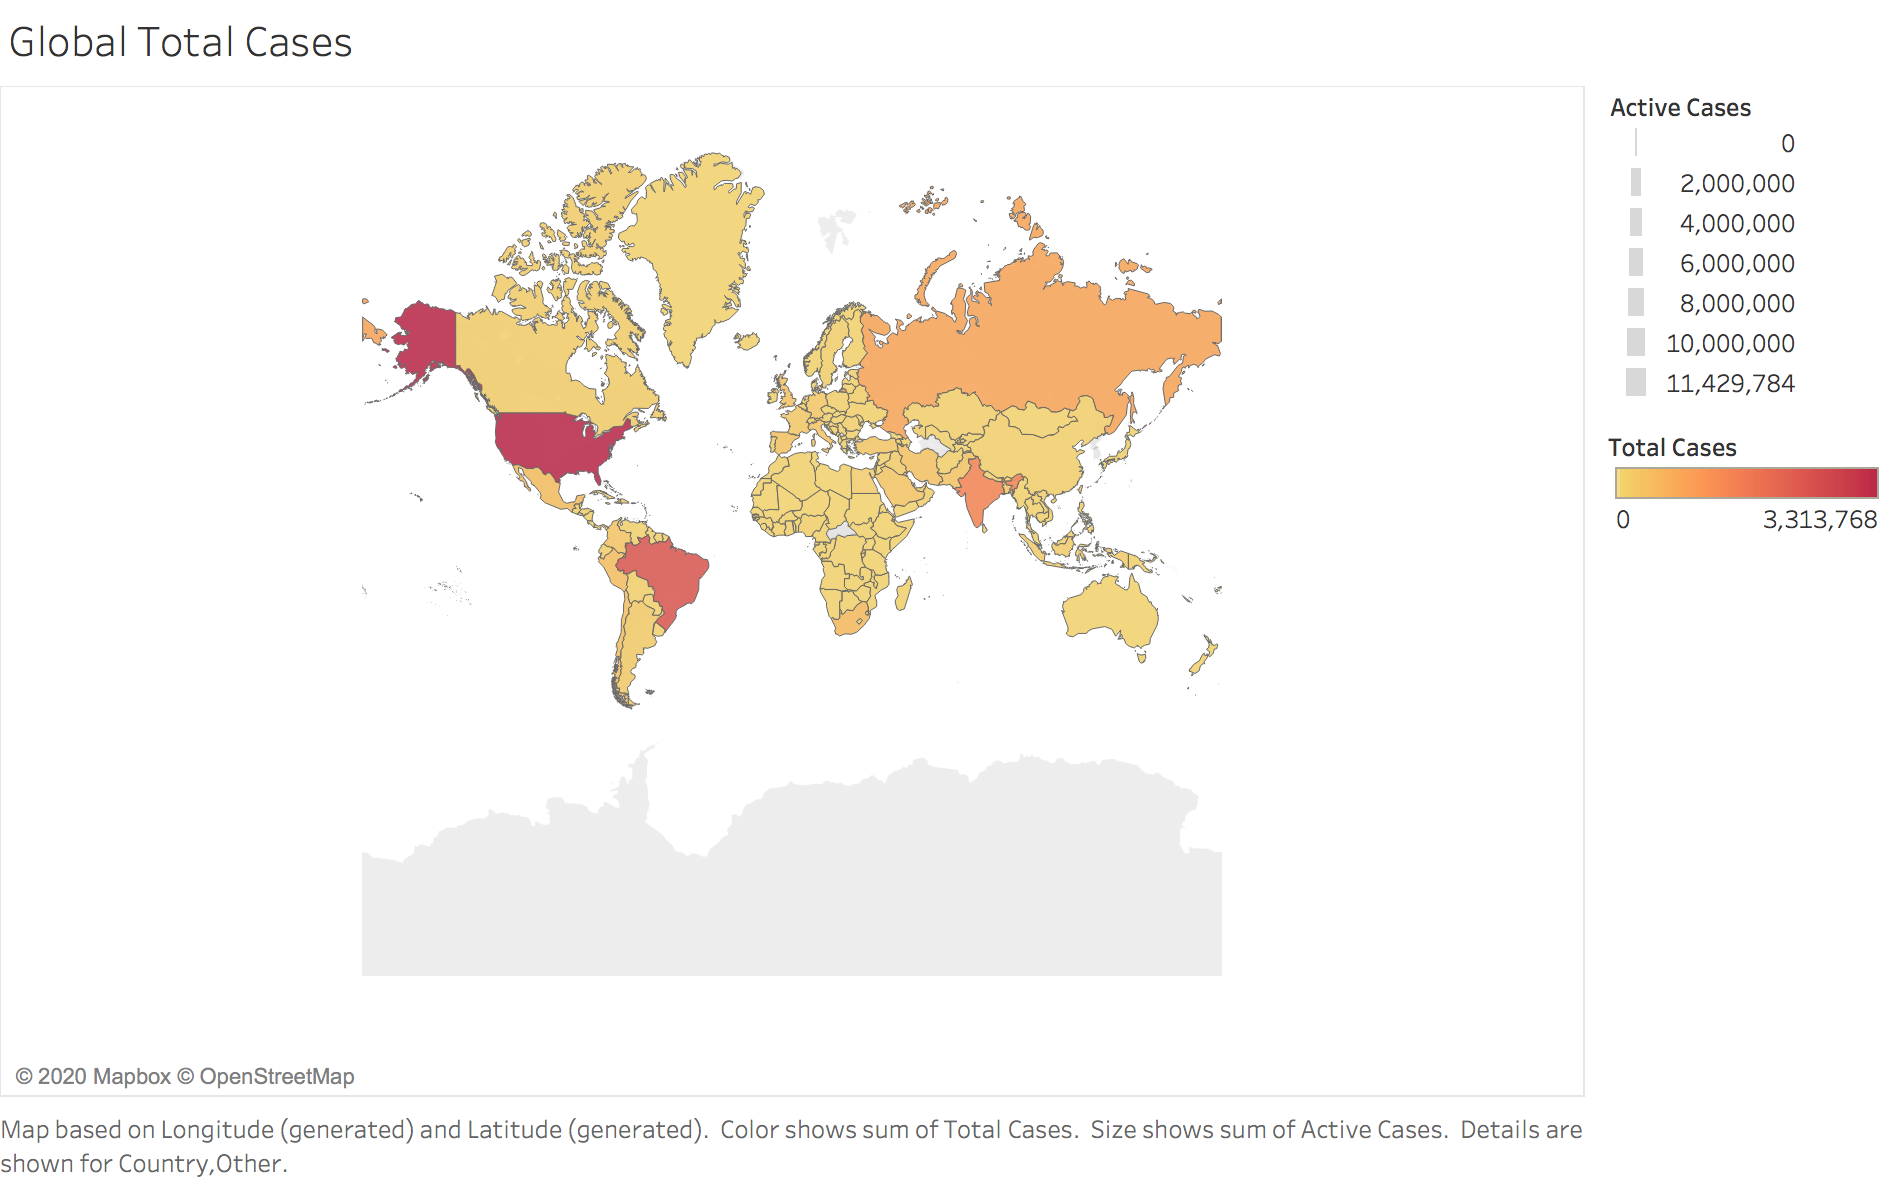 Global Total Cases
Active Cases
0
2,000,000
4,000,000
6,000,000
8,000,000
10,000,000
11,429,784
Total Cases
0 3,313,768
© 2020 Mapbox © OpenStreetMap
Map based on Longitude (generated) and Latitude (generated).  Color shows sum of Total Cases.  Size shows sum of Active Cases.  Details are
shown for Country,Other.